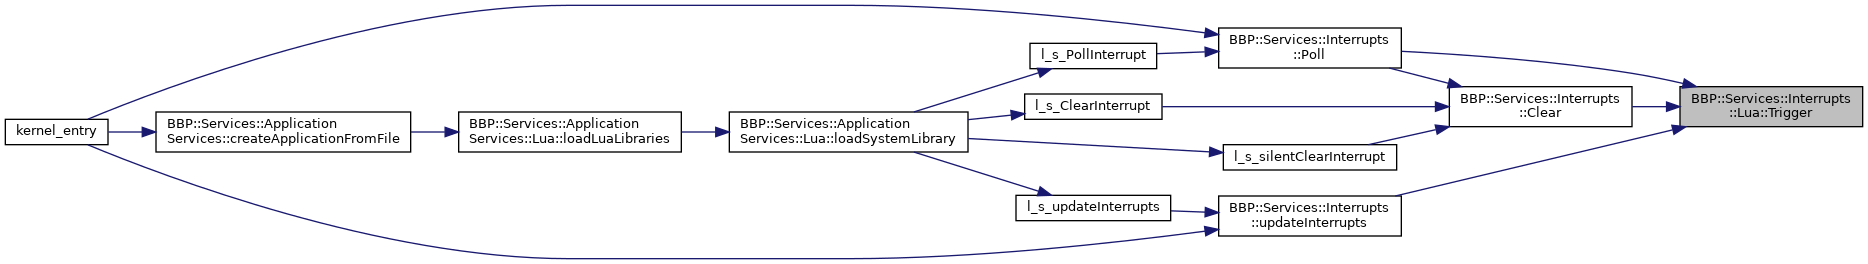 kernel_entry
BBP::Services::Application
Services::createApplicationFromFile
BBP::Services::Application
Services::Lua::loadLuaLibraries
BBP::Services::Application
Services::Lua::loadSystemLibrary
l_s_PollInterrupt
l_s_ClearInterrupt
l_s_silentClearInterrupt
l_s_updateInterrupts
BBP::Services::Interrupts
::Poll
BBP::Services::Interrupts
::Clear
BBP::Services::Interrupts
::updateInterrupts
BBP::Services::Interrupts
::Lua::Trigger